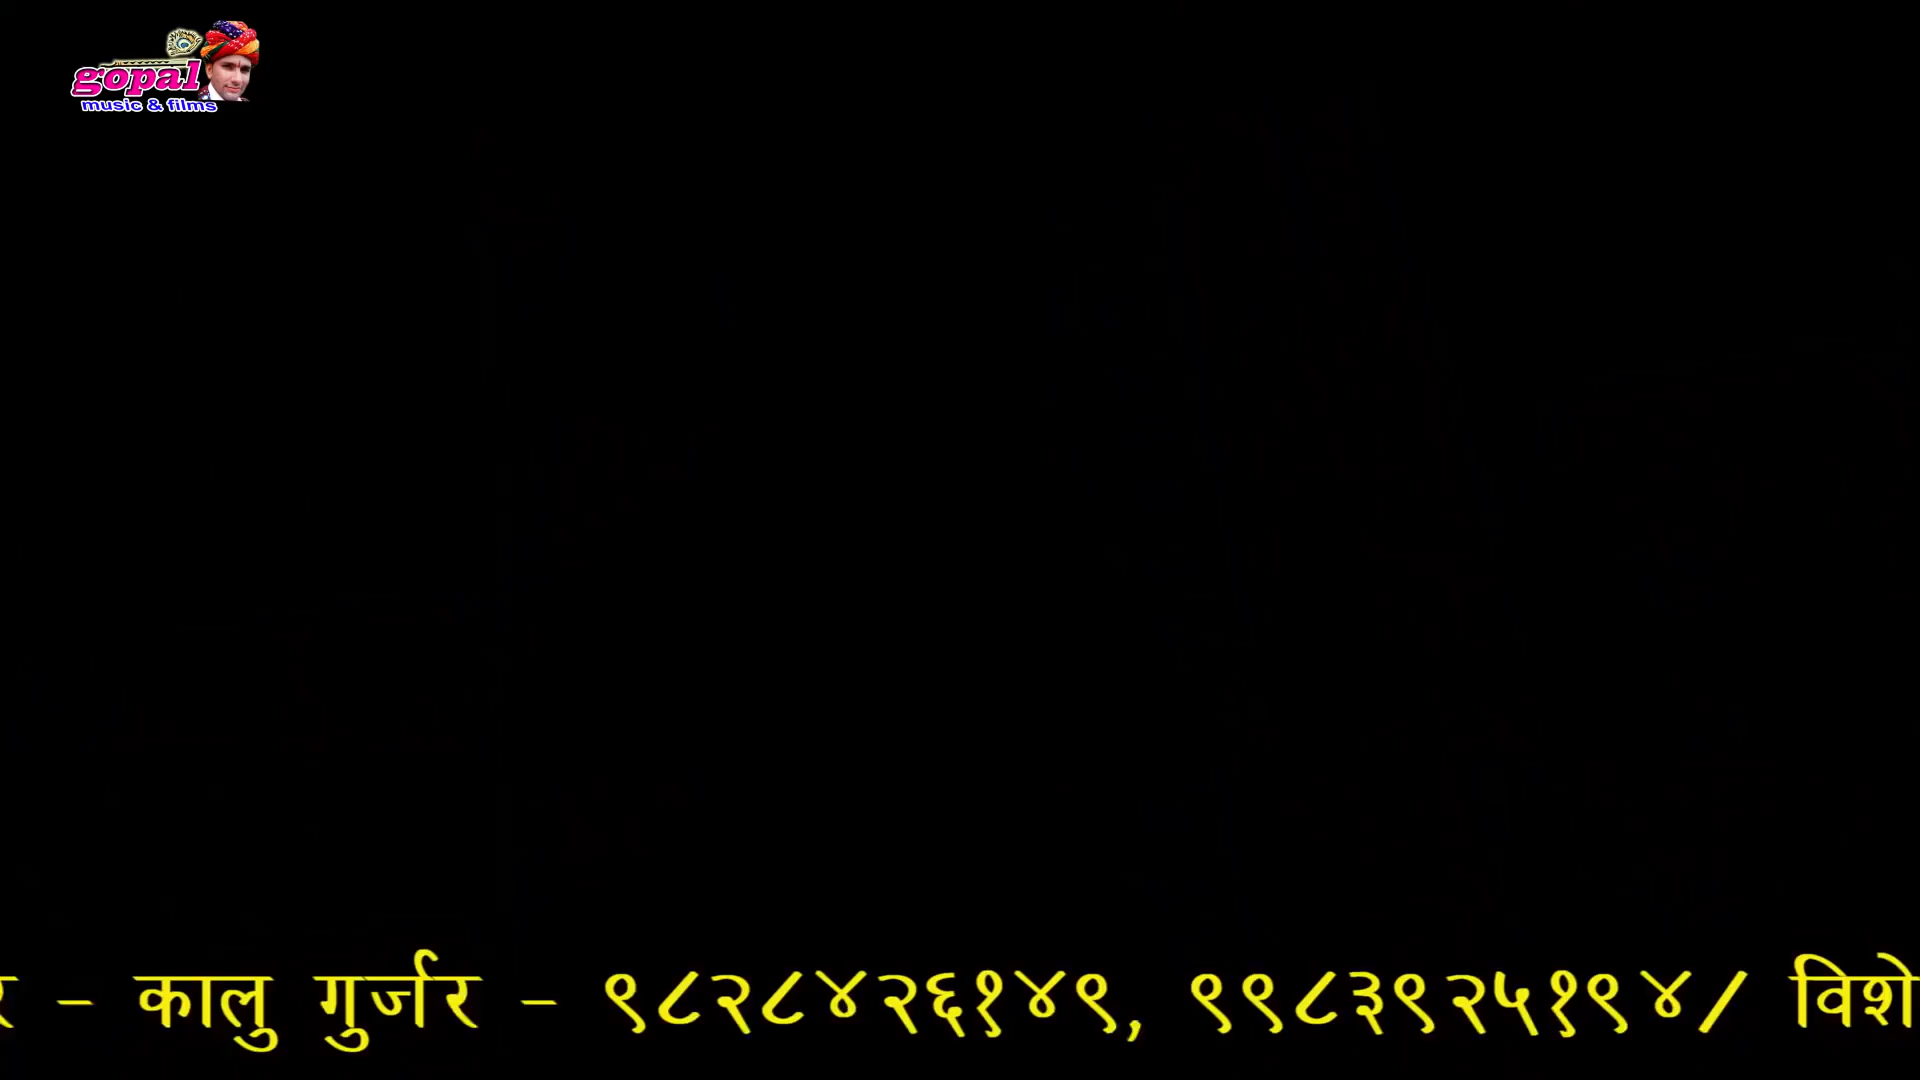 gopal
music & films
र - कालु गुर्जर - ९८२८४२६१४९, ९९८३९२५१९४/ विशे